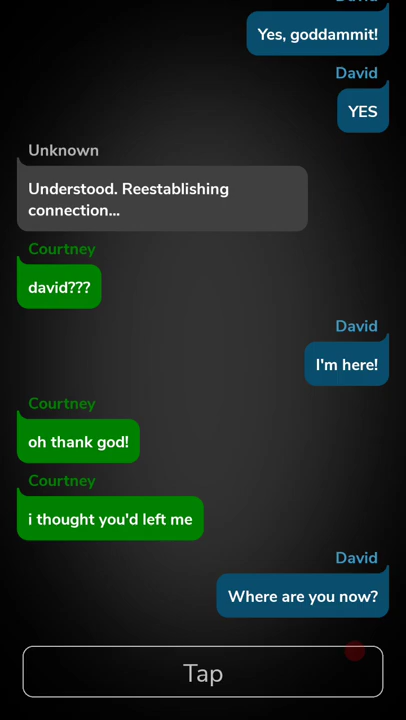 David
Yes, goddammit!
David
YES
Unknown
Understood. Reestablishing
connection...
Courtney
david???
David
I'm here!
Courtney
oh thank god!
Courtney
i thought you'd left me
David
Where are you now?
Tap